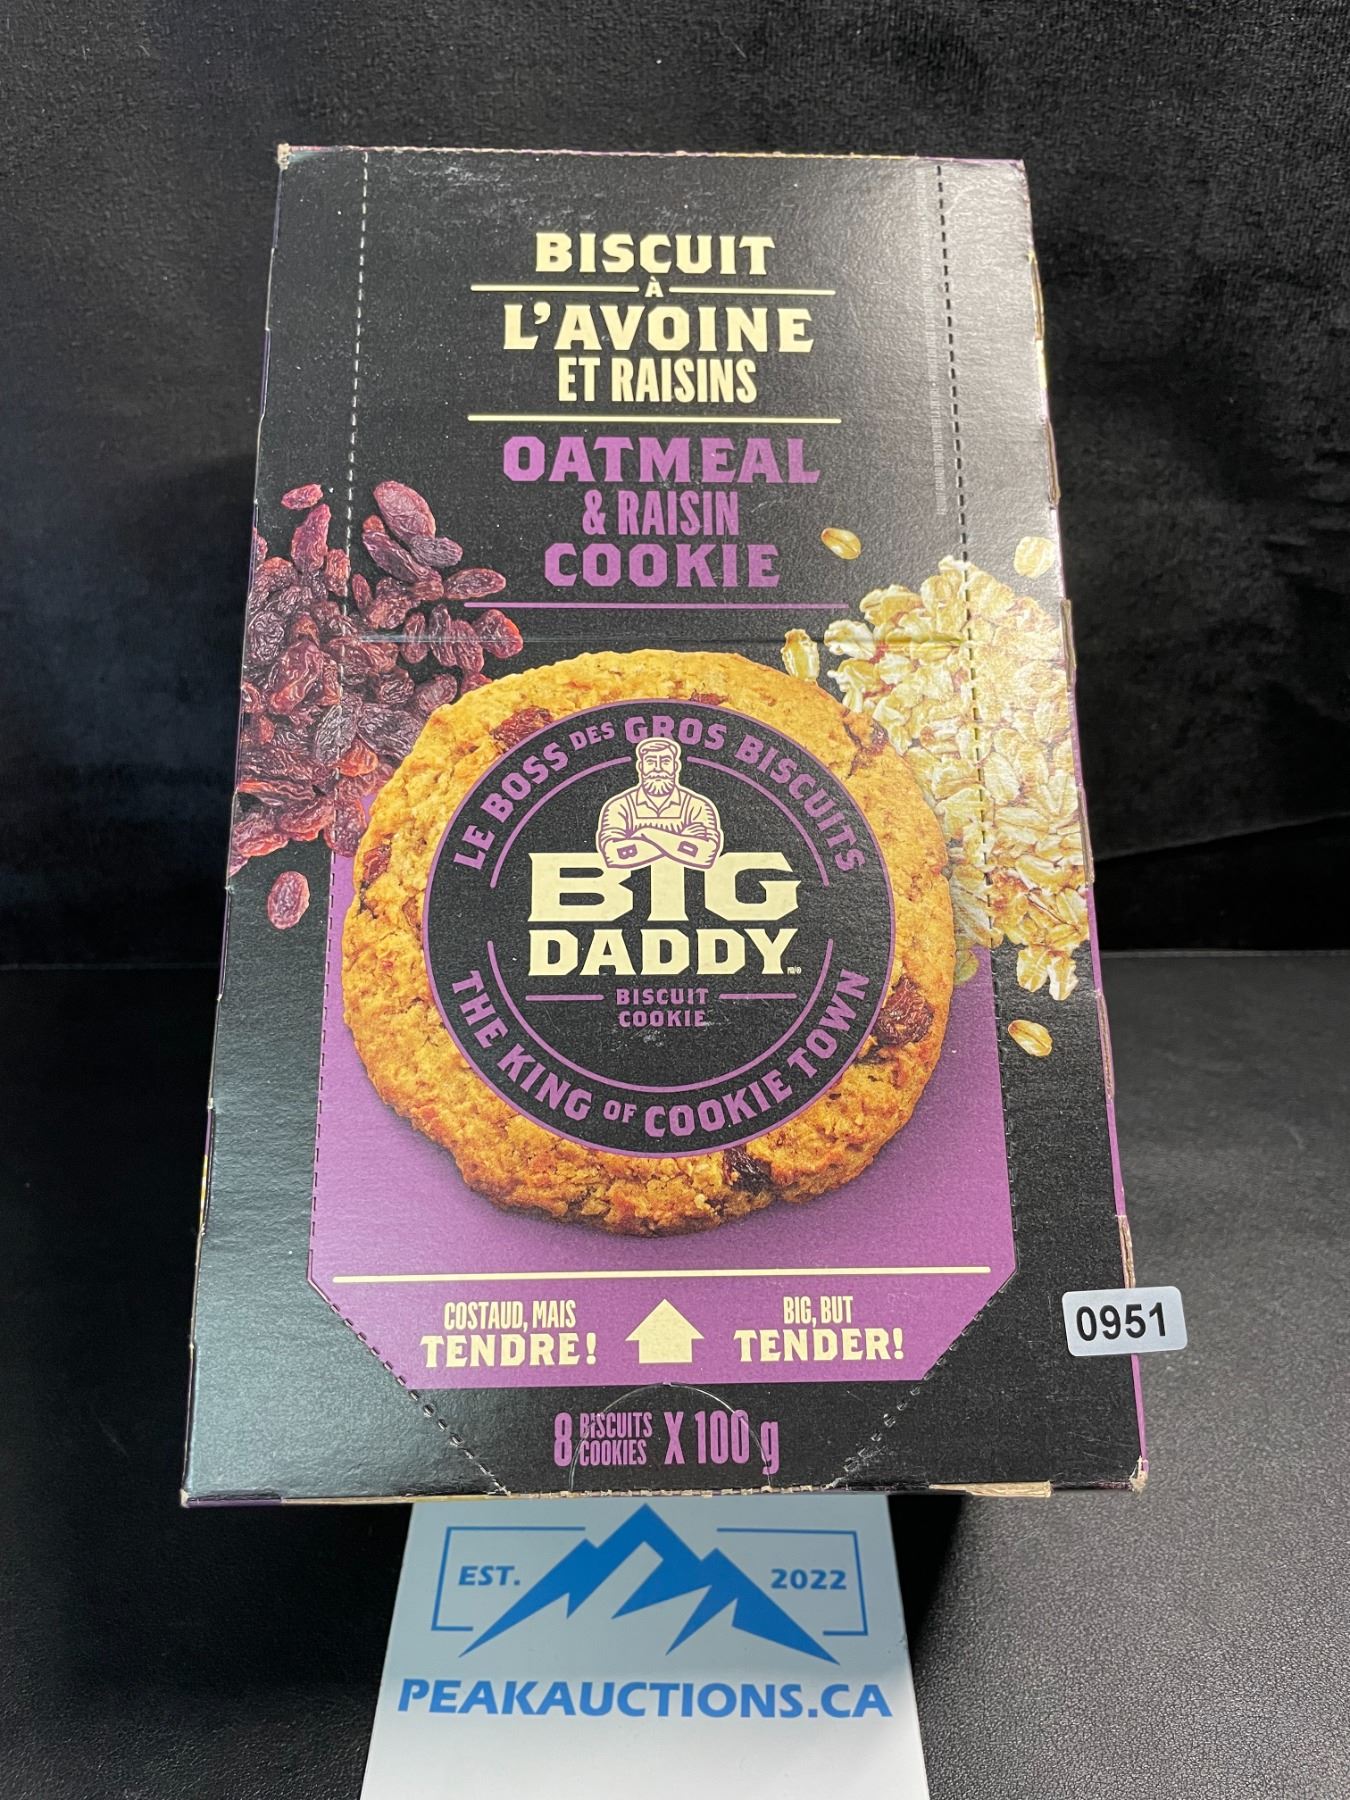 BISCUIT
À
L'AVOINE
ET RAISINS
OATMEAL
& RAISIN
COOKIE
LE BOSS DES GROS BISCUITS
B D
BIG
DADDY
BISCUIT
COOKIE
THE KING OF COOKIE TOWN
COSTAUD, MAIS
TENDRE!
BIG, BUT
TENDER!
0951
8 BISCUITS COOKIES X 100 g
EST. 2022
PEAKAUCTIONS.CA